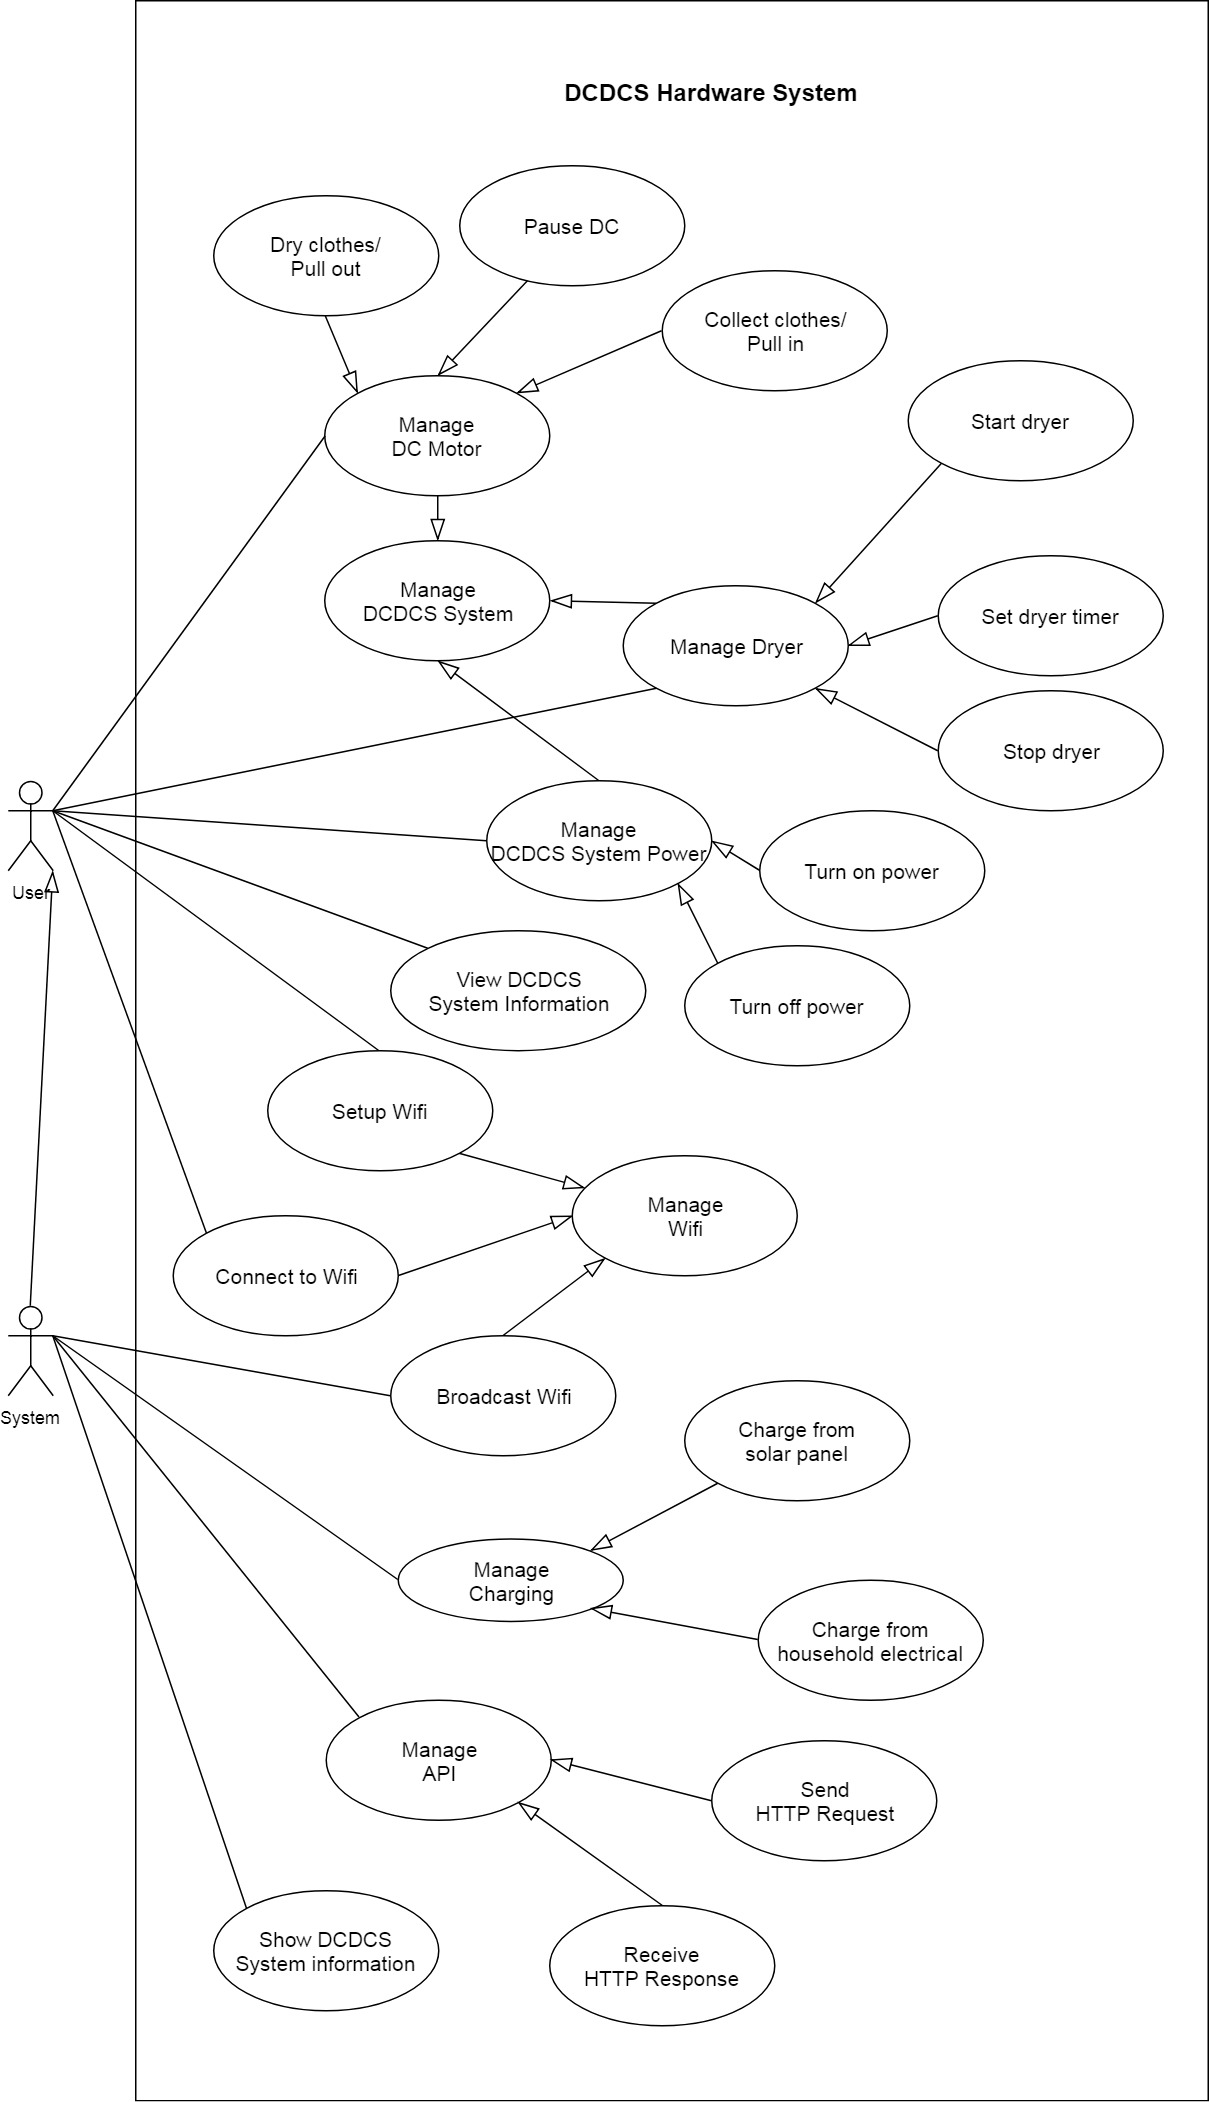 DCDCS Hardware System
Pause DC
Dry clothes/
Pull out
Collect clothes/
Pull in
Manage
DC Motor
Start dryer
Manage
DCDCS System
Set dryer timer
Manage Dryer
Stop dryer
Manage
DCDCS System Power
Turn on power
User
View DCDCS
System Information
Turn off power
Setup Wifi
Manage
Wifi
Connect to Wifi
Broadcast Wifi
System
Charge from
solar panel
Manage
Charging
Charge from
household electrical
Manage
API
Send
HTTP Request
Show DCDCS
System information
Receive
HTTP Response